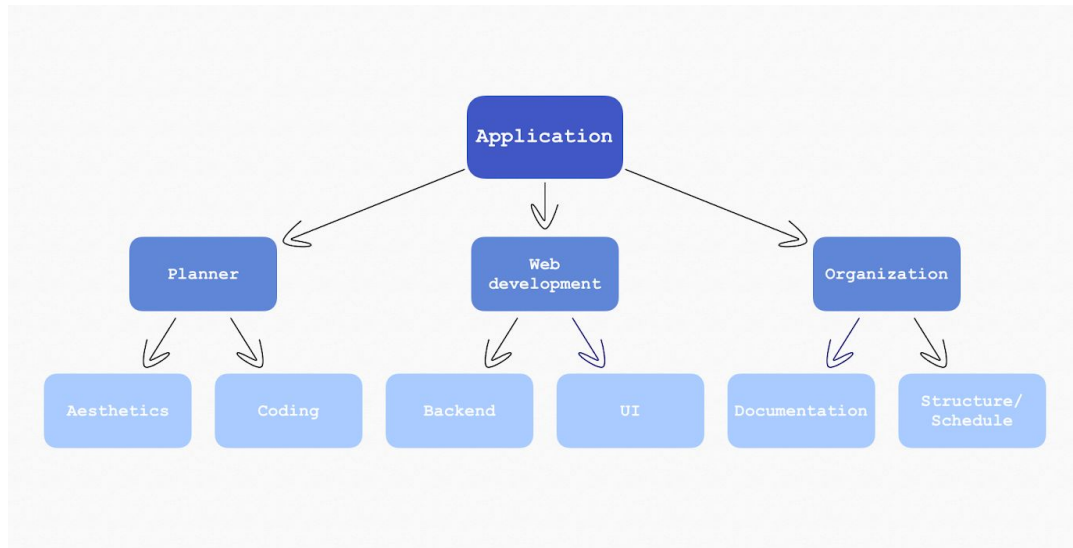 Application
Planner
Web
development
Organization
Aesthetics
Coding
Backend
UI
Documentation
Structure/
Schedule